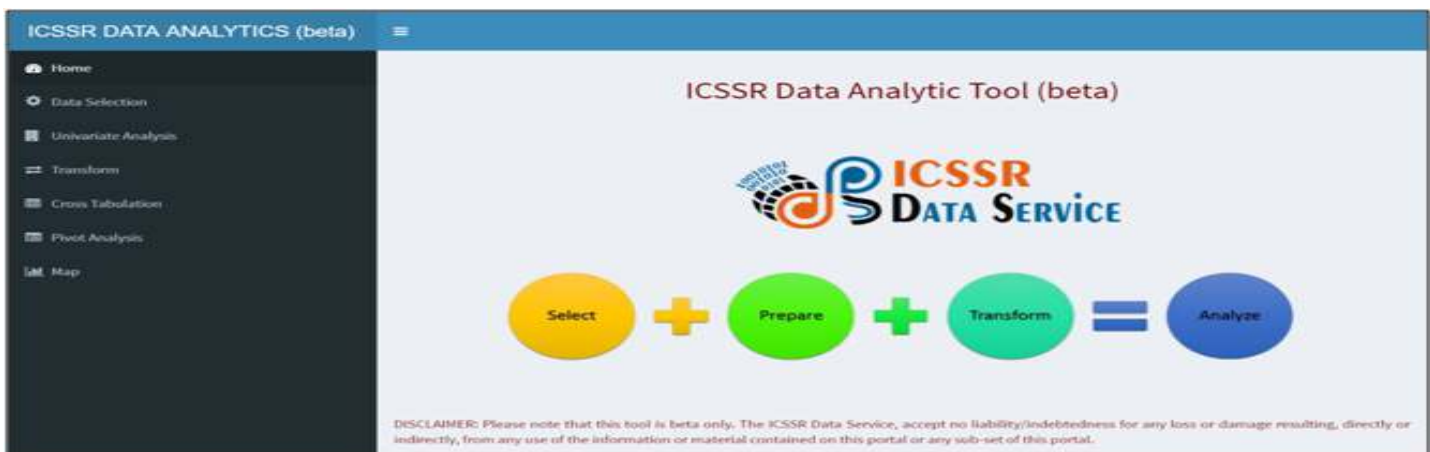 ICSSR DATA ANALYTICS (beta)
Home
Data Selection
Univariate Analysis
Transform
Cross Tabulation
Pivot Analysis
Map
ICSSR Data Analytic Tool (beta)
ICSSR
DATA SERVICE
Select
Prepare
Transform
Analyze
DISCLAIMER: Please note that this tool is beta only. The ICSSR Data Service, accept no liability/indebtedness for any loss or damage resulting, directly or
indirectly, from any use of the information or material contained on this portal or any sub-set of this portal.